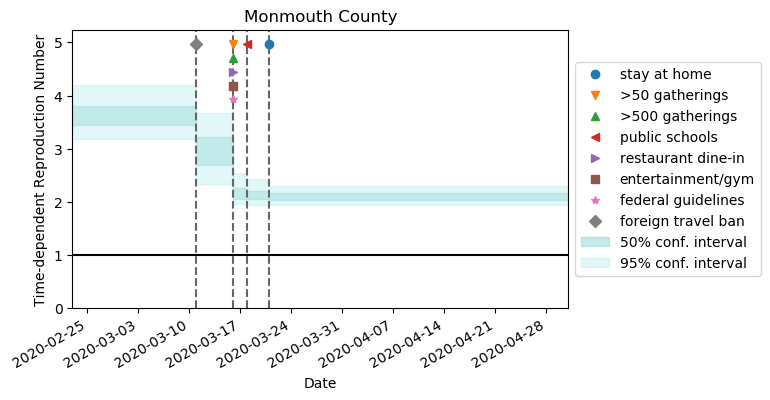 Monmouth County
Time-dependent Reproduction Number
5
4
3
2
1
0
2020-02-25
2020-03-03
2020-03-10
2020-03-17
2020-03-24
2020-03-31
2020-04-07
2020-04-14
2020-04-21
2020-04-28
Date
stay at home
>50 gatherings
>500 gatherings
public schools
restaurant dine-in
entertainment/gym
federal guidelines
foreign travel ban
50% conf. interval
95% conf. interval